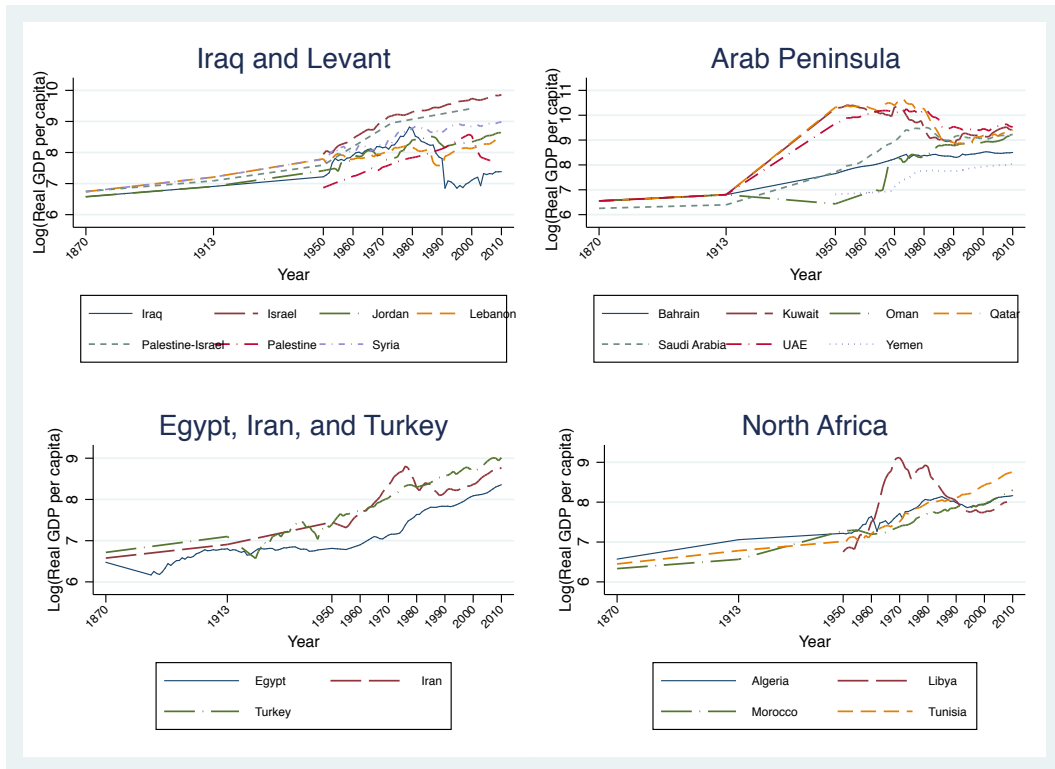 Iraq and Levant
Log(Real GDP per capita)
10
9
8
7
6
1870 1913 1950 1960 1970 1980 1990 2000 2010
Year
Iraq Israel Jordan Lebanon
Palestine-Israel Palestine Syria
Arab Peninsula
Log(Real GDP per capita)
11
10
9
8
7
6
1870 1913 1950 1960 1970 1980 1990 2000 2010
Year
Bahrain Kuwait Oman Qatar
Saudi Arabia UAE Yemen
Egypt, Iran, and Turkey
Log(Real GDP per capita)
9
8
7
6
1870 1913 1950 1960 1970 1980 1990 2000 2010
Year
Egypt Iran
Turkey
North Africa
Log(Real GDP per capita)
9
8
7
6
1870 1913 1950 1960 1970 1980 1990 2000 2010
Year
Algeria Libya
Morocco Tunisia